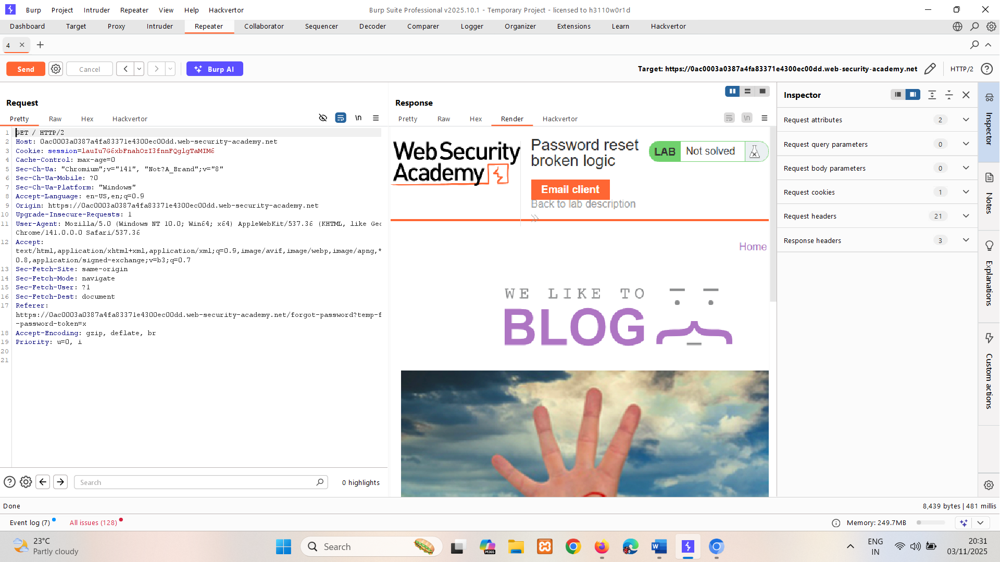 Burp Project Intruder Repeater View Help Hackvertor
Burp Suite Professional v2025.10.1 - Temporary Project - licensed to h3110w0r1d
Dashboard Target Proxy Intruder Repeater Collaborator Sequencer Decoder Comparer Logger Organizer Extensions Learn Hackvertor
4
Send Cancel Burp AI
Target: https://0ac0003a0387a4fa83371e4300ec00dd.web-security-academy.net HTTP/2
Request
Pretty Raw Hex Hackvertor
\n
1 GET / HTTP/2
2 Host: 0ac0003a0387a4fa83371e4300ec00dd.web-security-academy.net
3 Cookie: session=lauIu7G6xbFnahOzI3fnnFQglgTaMIM6
4 Cache-Control: max-age=0
5 Sec-Ch-Ua: "Chromium";v="141", "Not?A_Brand";v="8"
6 Sec-Ch-Ua-Mobile: ?0
7 Sec-Ch-Ua-Platform: "Windows"
8 Accept-Language: en-US,en;q=0.9
9 Origin: https://0ac0003a0387a4fa83371e4300ec00dd.web-security-academy.net
10 Upgrade-Insecure-Requests: 1
11 User-Agent: Mozilla/5.0 (Windows NT 10.0; Win64; x64) AppleWebKit/537.36 (KHTML, like Gec
Chrome/141.0.0.0 Safari/537.36
12 Accept:
text/html,application/xhtml+xml,application/xml;q=0.9,image/avif,image/webp,image/apng,*
0.8,application/signed-exchange;v=b3;q=0.7
13 Sec-Fetch-Site: same-origin
14 Sec-Fetch-Mode: navigate
15 Sec-Fetch-User: ?1
16 Sec-Fetch-Dest: document
17 Referer:
https://0ac0003a0387a4fa83371e4300ec00dd.web-security-academy.net/forgot-password?temp-f
-password-token=x
18 Accept-Encoding: gzip, deflate, br
19 Priority: u=0, i
20
21
Search
0 highlights
Response
Pretty Raw Hex Render Hackvertor
\n
Web Security
Academy
Password reset
broken logic
LAB Not solved
Email client
Back to lab description
Home
WE LIKE TO
BLOG
Inspector
Request attributes 2
Request query parameters 0
Request body parameters 0
Request cookies 1
Request headers 21
Response headers 3
Inspector
Notes
Explanations
Custom actions
Done
8,439 bytes | 481 millis
Event log (7) All issues (128)
Memory: 249.7MB
23°C
Partly cloudy
Search
M365
ENG
IN
20:31
03/11/2025